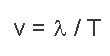 v = λ / T